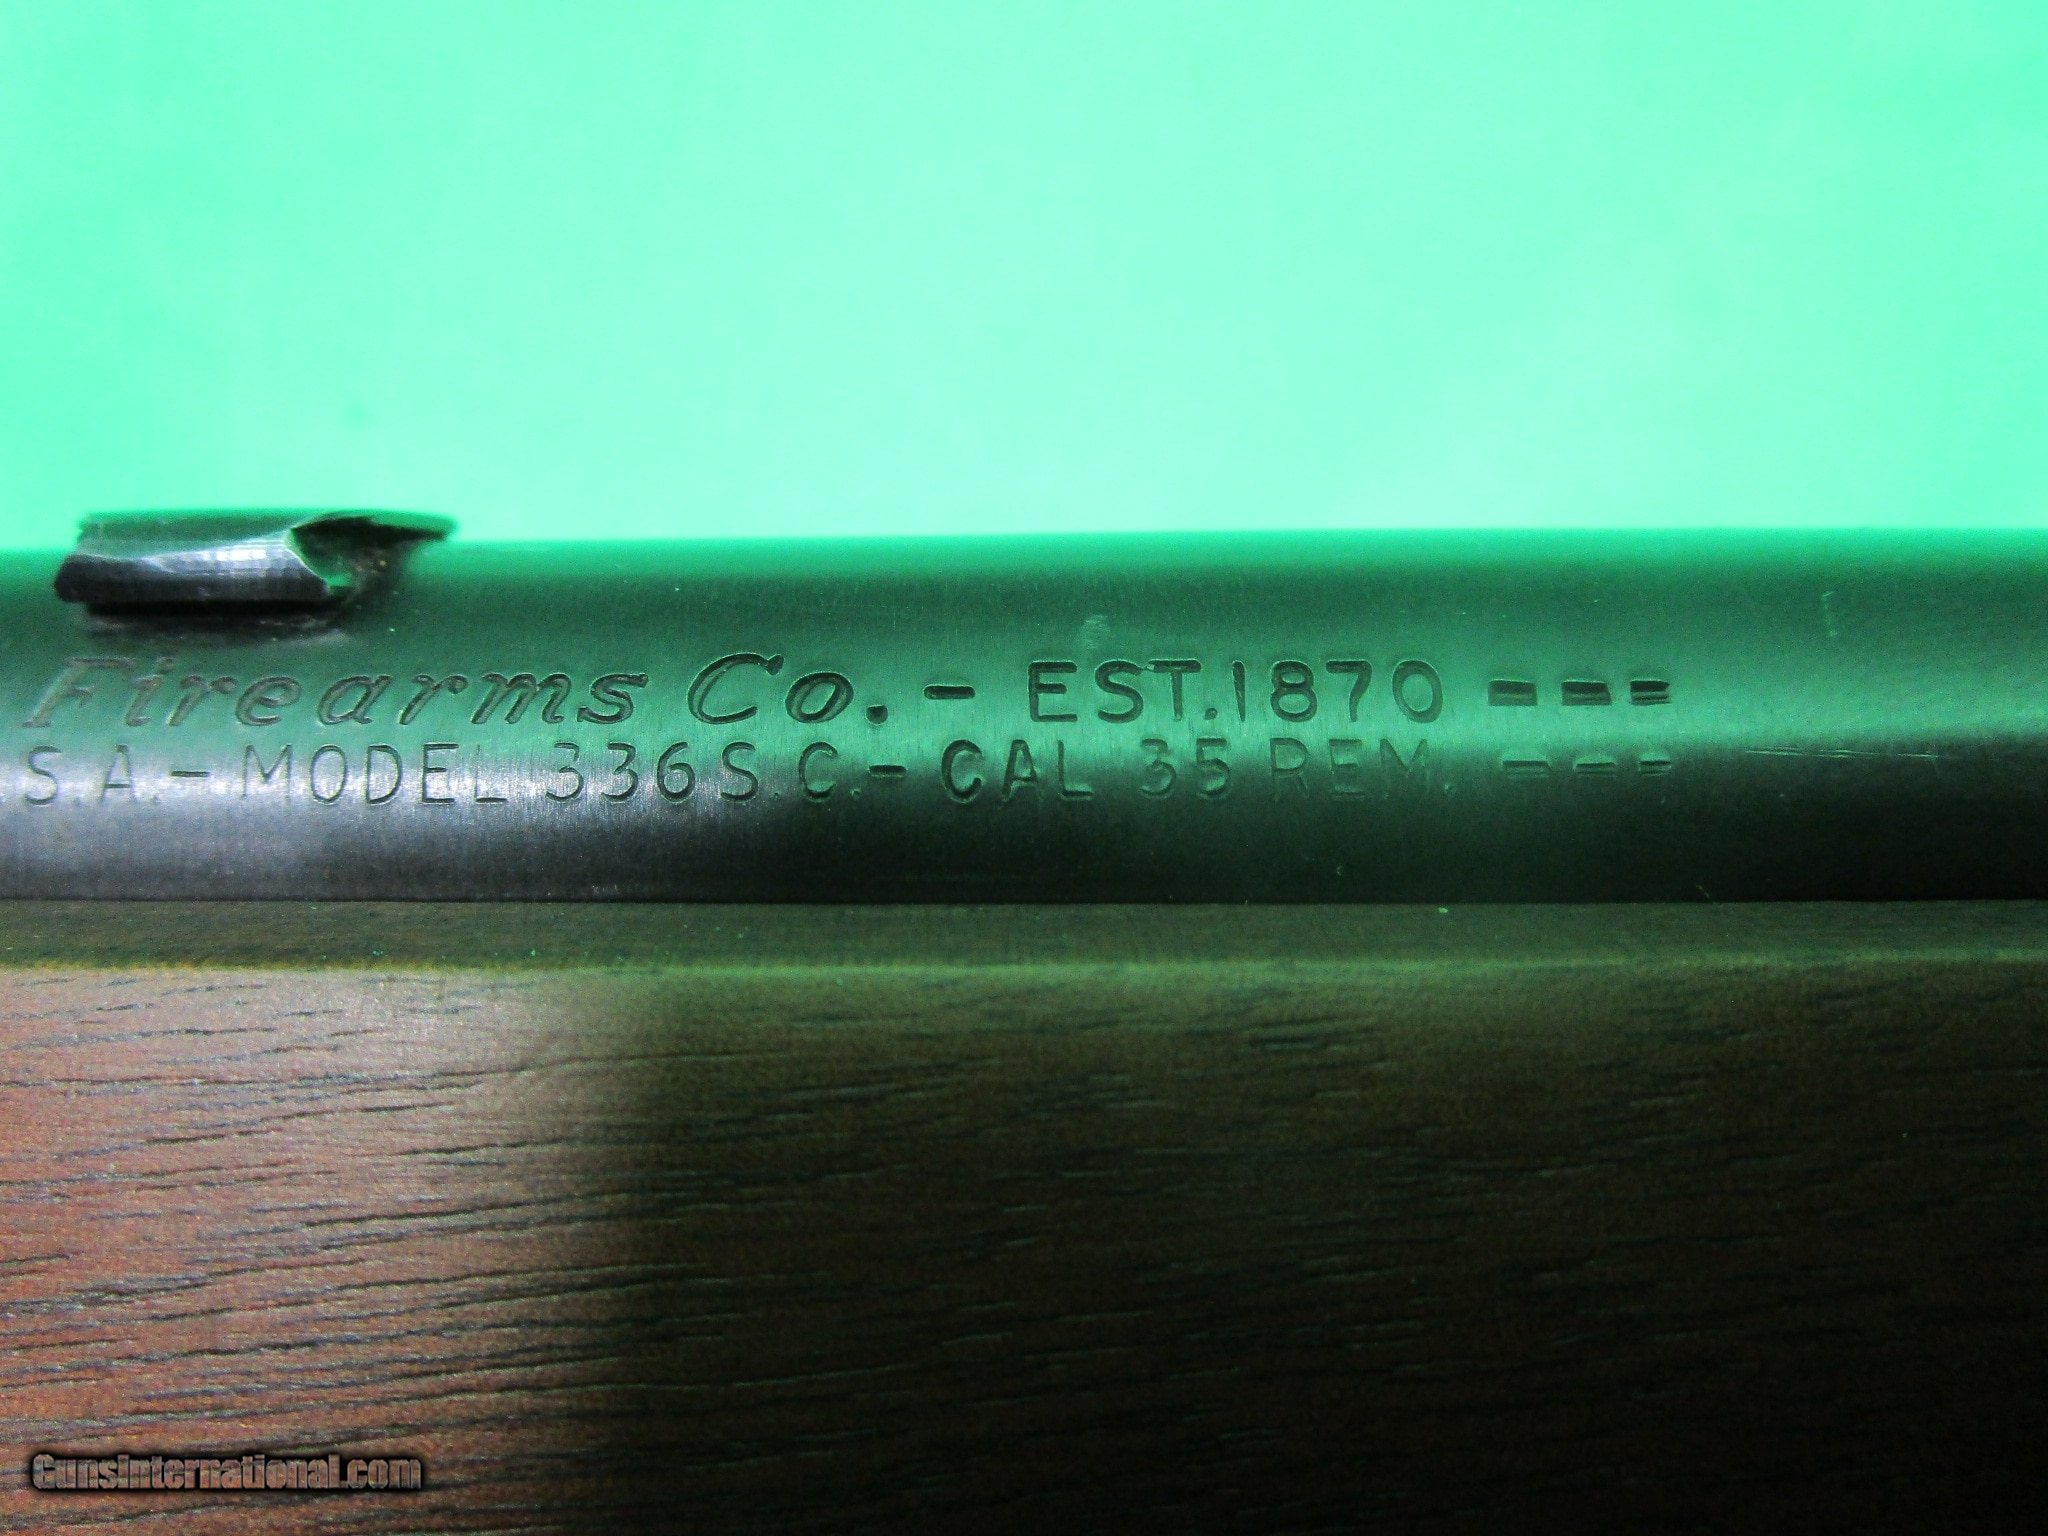 Firearms Co. - EST. 1870 ---
.S.A. - MODEL 336 S.C. - CAL 35 REM. ---
GunsInternational.com